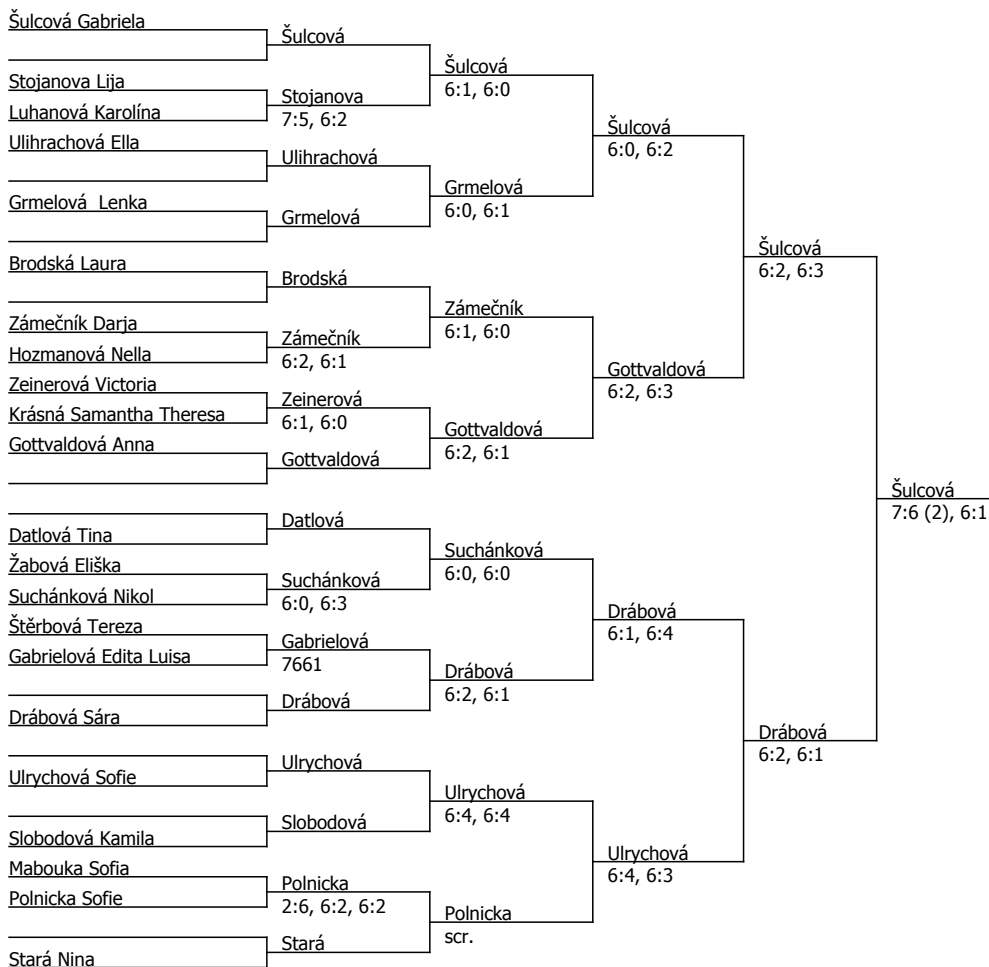 Šulcová Gabriela
Šulcová
Šulcová
6:1, 6:0
Stojanova Lija
Stojanova
7:5, 6:2
Luhanová Karolína
Šulcová
6:0, 6:2
Ulihrachová Ella
Ulihrachová
Grmelová
6:0, 6:1
Grmelová  Lenka
Grmelová
Šulcová
6:2, 6:3
Brodská Laura
Brodská
Zámečník
6:1, 6:0
Zámečník Darja
Zámečník
6:2, 6:1
Hozmanová Nella
Gottvaldová
6:2, 6:3
Zeinerová Victoria
Zeinerová
6:1, 6:0
Krásná Samantha Theresa
Gottvaldová
6:2, 6:1
Gottvaldová Anna
Gottvaldová
Šulcová
7:6 (2), 6:1
Datlová
Datlová Tina
Suchánková
6:0, 6:0
Žabová Eliška
Suchánková
6:0, 6:3
Suchánková Nikol
Drábová
6:1, 6:4
Štěrbová Tereza
Gabrielová
7661
Gabrielová Edita Luisa
Drábová
6:2, 6:1
Drábová
Drábová Sára
Drábová
6:2, 6:1
Ulrychová
Ulrychová Sofie
Ulrychová
6:4, 6:4
Slobodová
Slobodová Kamila
Ulrychová
6:4, 6:3
Mabouka Sofia
Polnicka
2:6, 6:2, 6:2
Polnicka Sofie
Polnicka
scr.
Stará
Stará Nina